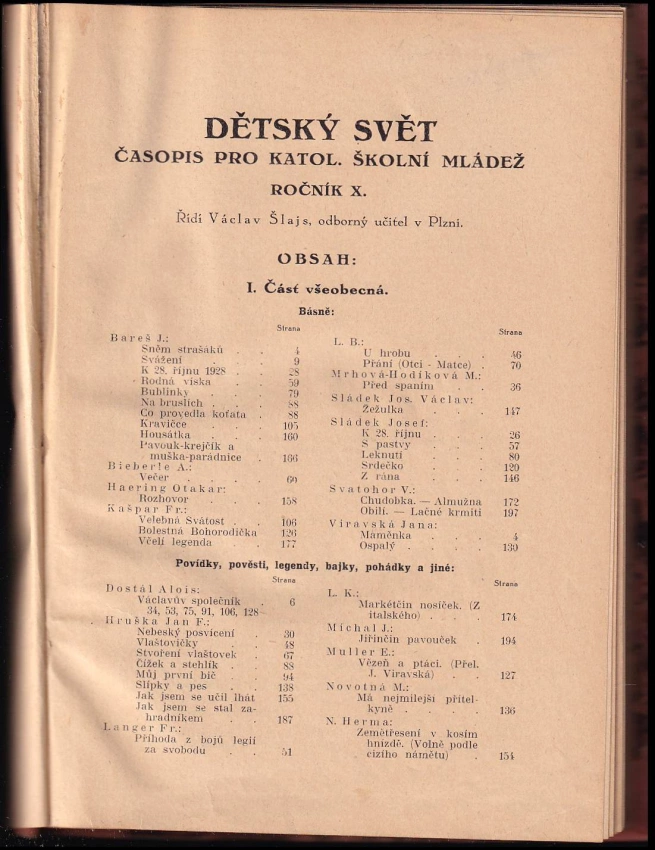 DĚTSKÝ SVĚT
ČASOPIS PRO KATOL. ŠKOLNÍ MLÁDEŽ
ROČNÍK X.
Řídí Václav Šlajs, odborný učitel v Plzni.
OBSAH:
I. Část všeobecná.
Básně:
Strana
Bareš J.:
Sněm strašáků . . 4
Svážení . . . 9
K 28. říjnu 1928 . . 28
Rodná víska . . . 59
Bublinky . . . 79
Na bruslích . . . 88
Co provedla koťata . 88
Kravičce . . . 105
Housátka . . . 160
Pavouk-krejčík a
muška-parádnice . 166
Bieberle A.:
Večer . . . . 60
Haering Otakar:
Rozhovor . . . 158
Kašpar Fr.:
Velebná Svátost . . 106
Bolestná Bohorodička 126
Včelí legenda . . 177
Strana
L. B.:
U hrobu . . . 46
Přání (Otci - Matce) . 70
Mrhová-Hodíková M.:
Před spaním . . 36
Sládek Jos. Václav:
Žežulka . . . 147
Sládek Josef:
K 28. říjnu . . . 26
S pastvy . . . 57
Leknutí . . . 80
Srdečko . . . 120
Z rána . . . 146
Svatohor V.:
Chudobka. — Almužna 172
Obilí. — Lačné krmiti 197
Víravská Jana:
Máměnka . . . 4
Ospalý . . . . 130
Povídky, pověsti, legendy, bajky, pohádky a jiné:
Strana
Dostál Alois:
Václavův společník . 6
34, 53, 75, 91, 106, 128
Hruška Jan F.:
Nebeský posvícení . 30
Vlaštovičky . . 48
Stvoření vlaštovek . 67
Čížek a stehlík . . 88
Můj první bič . . 94
Slípky a pes . . 138
Jak jsem se učil lhát 155
Jak jsem se stal za-
hradníkem . . 187
Langer Fr.:
Příhoda z bojů legií
za svobodu . . 51
Strana
L. K.:
Markétčin nosíček. (Z
italského) . . . 174
Michal J.:
Jiřinčin pavouček . 194
Muller E.:
Vězeň a ptáci. (Přel.
J. Víravská) . . 127
Novotná M.:
Má nejmilejší přítel-
kyně . . . . 136
N. Herma:
Zemětřesení v kosím
hnízdě. (Volně podle
cizího námětu) . 154